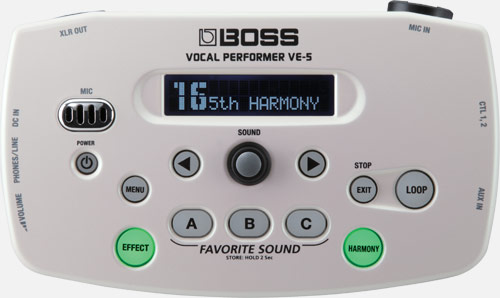 XLR OUT
BOSS
VOCAL PERFORMER VE-5
MIC IN
16 5th HARMONY
MIC
DC IN
CTL 1, 2
SOUND
POWER
PHONES/LINE
STOP
MENU
EXIT
LOOP
VOLUME
AUX IN
A
B
C
EFFECT
FAVORITE SOUND
STORE: HOLD 2 Sec
HARMONY